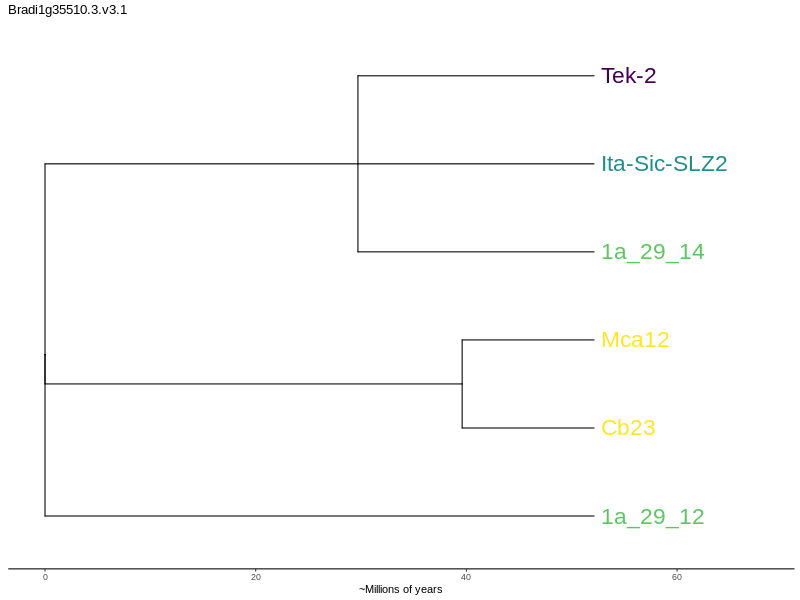 Bradi1g35510.3.v3.1
Tek-2
Ita-Sic-SLZ2
1a_29_14
Mca12
Cb23
1a_29_12
0 20 40 60
~Millions of years